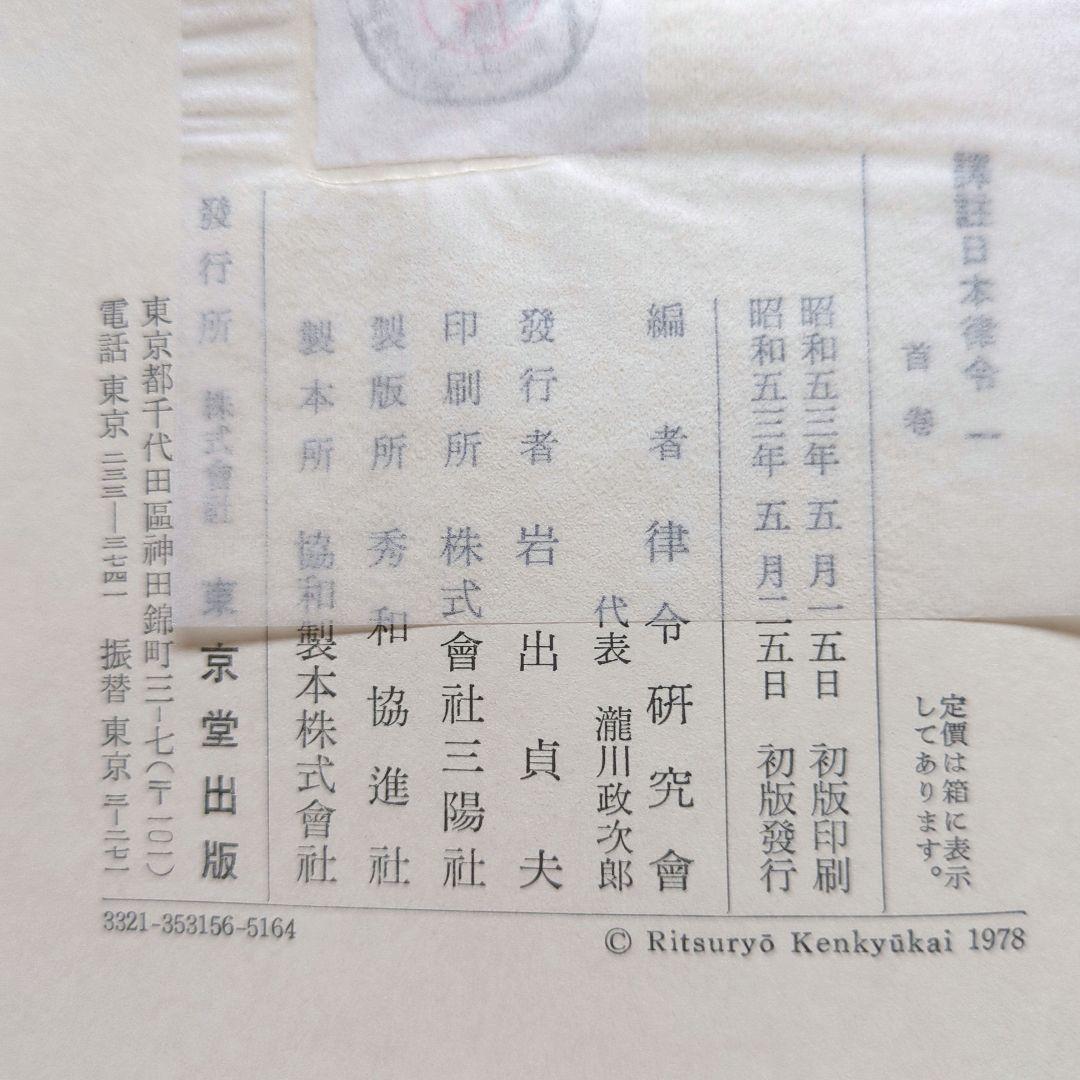 譯註日本律令 一
首卷
定價は箱に表示
してあります。
昭和五三年 五 月一五日 初版印刷
昭和五三年 五 月二五日 初版發行
編者 律令研究會
代表 瀧川政次郎
發行者 岩出貞夫
印刷所 株式會社三陽社
製版所 秀和協進社
製本所 協和製本株式會社
發行所 株式會社 東京堂出版
東京都千代田區神田錦町三ー七(〒一〇一)
電話 東京 二三三ー三七四一 振替 東京 三ー二七一
3321-353156-5164
© Ritsuryō Kenkyūkai 1978